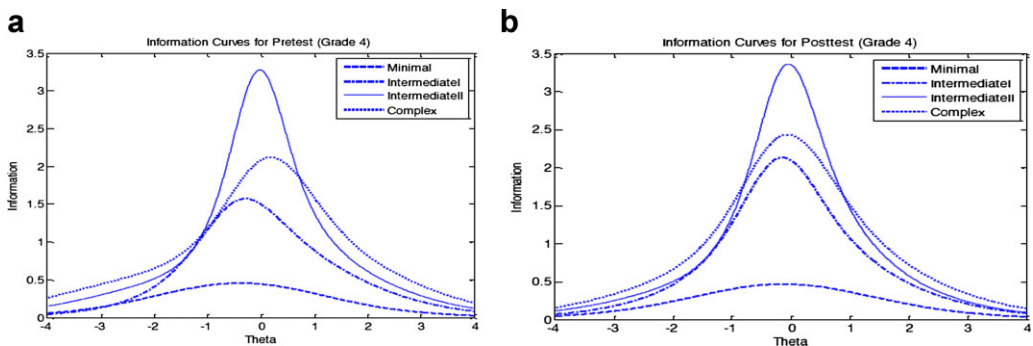 a
Information Curves for Pretest (Grade 4)
3.5
3
2.5
2
1.5
1
0.5
0
Information
-4 -3 -2 -1 0 1 2 3 4
Theta
Minimal
IntermediateI
IntermediateII
Complex
b
Information Curves for Posttest (Grade 4)
3.5
3
2.5
2
1.5
1
0.5
0
Information
-4 -3 -2 -1 0 1 2 3 4
Theta
Minimal
IntermediateI
IntermediateII
Complex